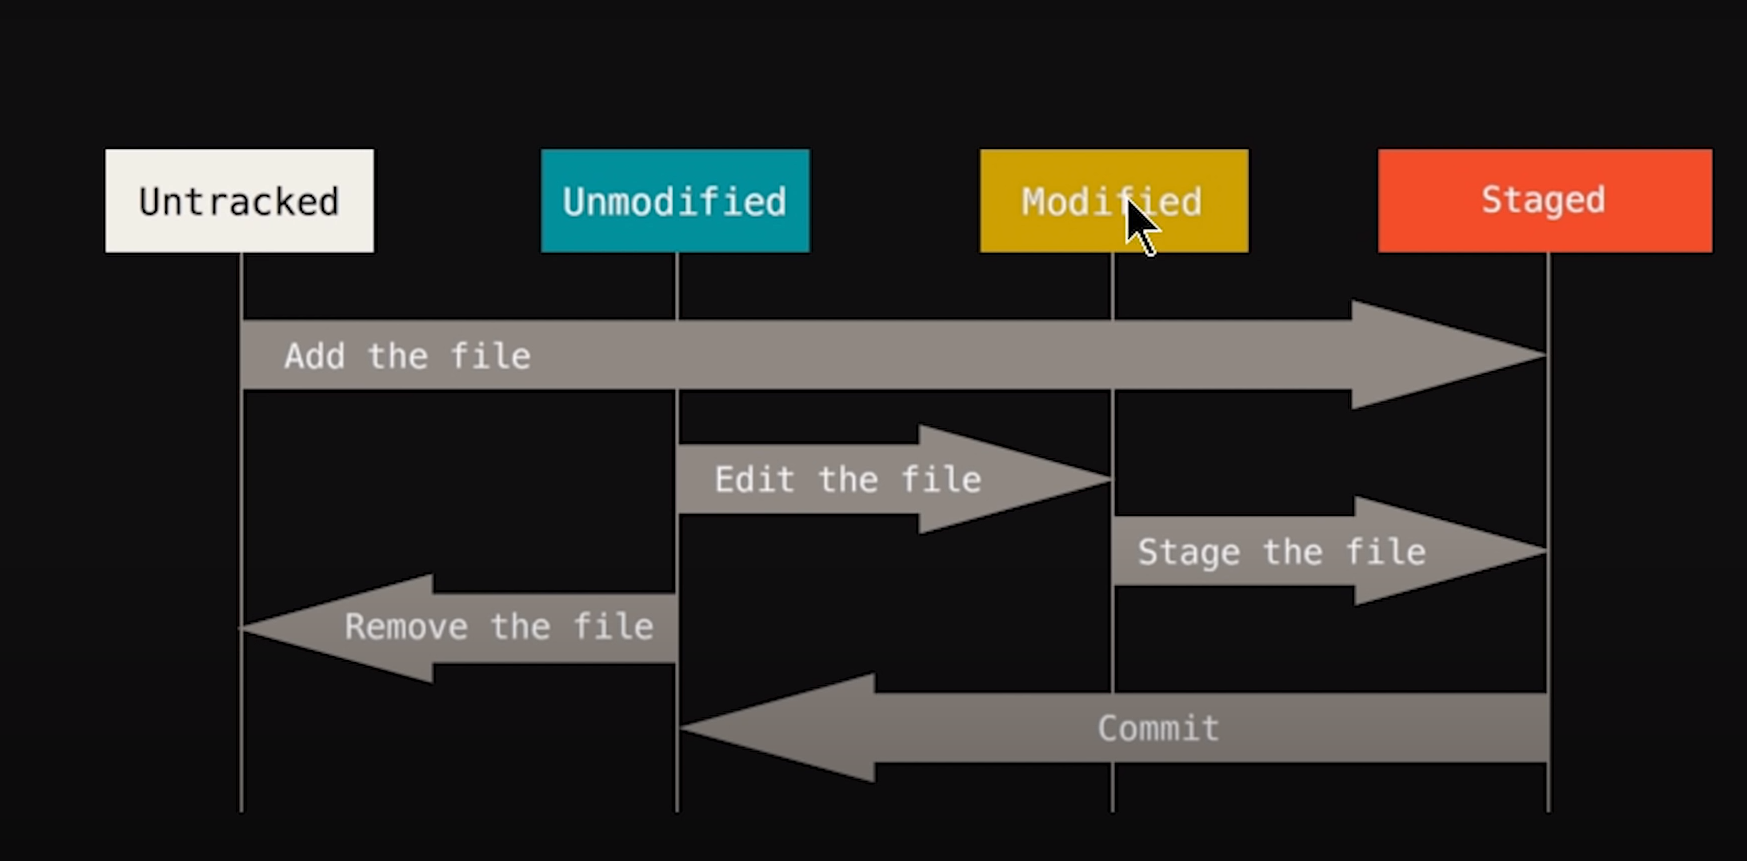 Untracked
Unmodified
Modified
Staged
Add the file
Edit the file
Stage the file
Remove the file
Commit